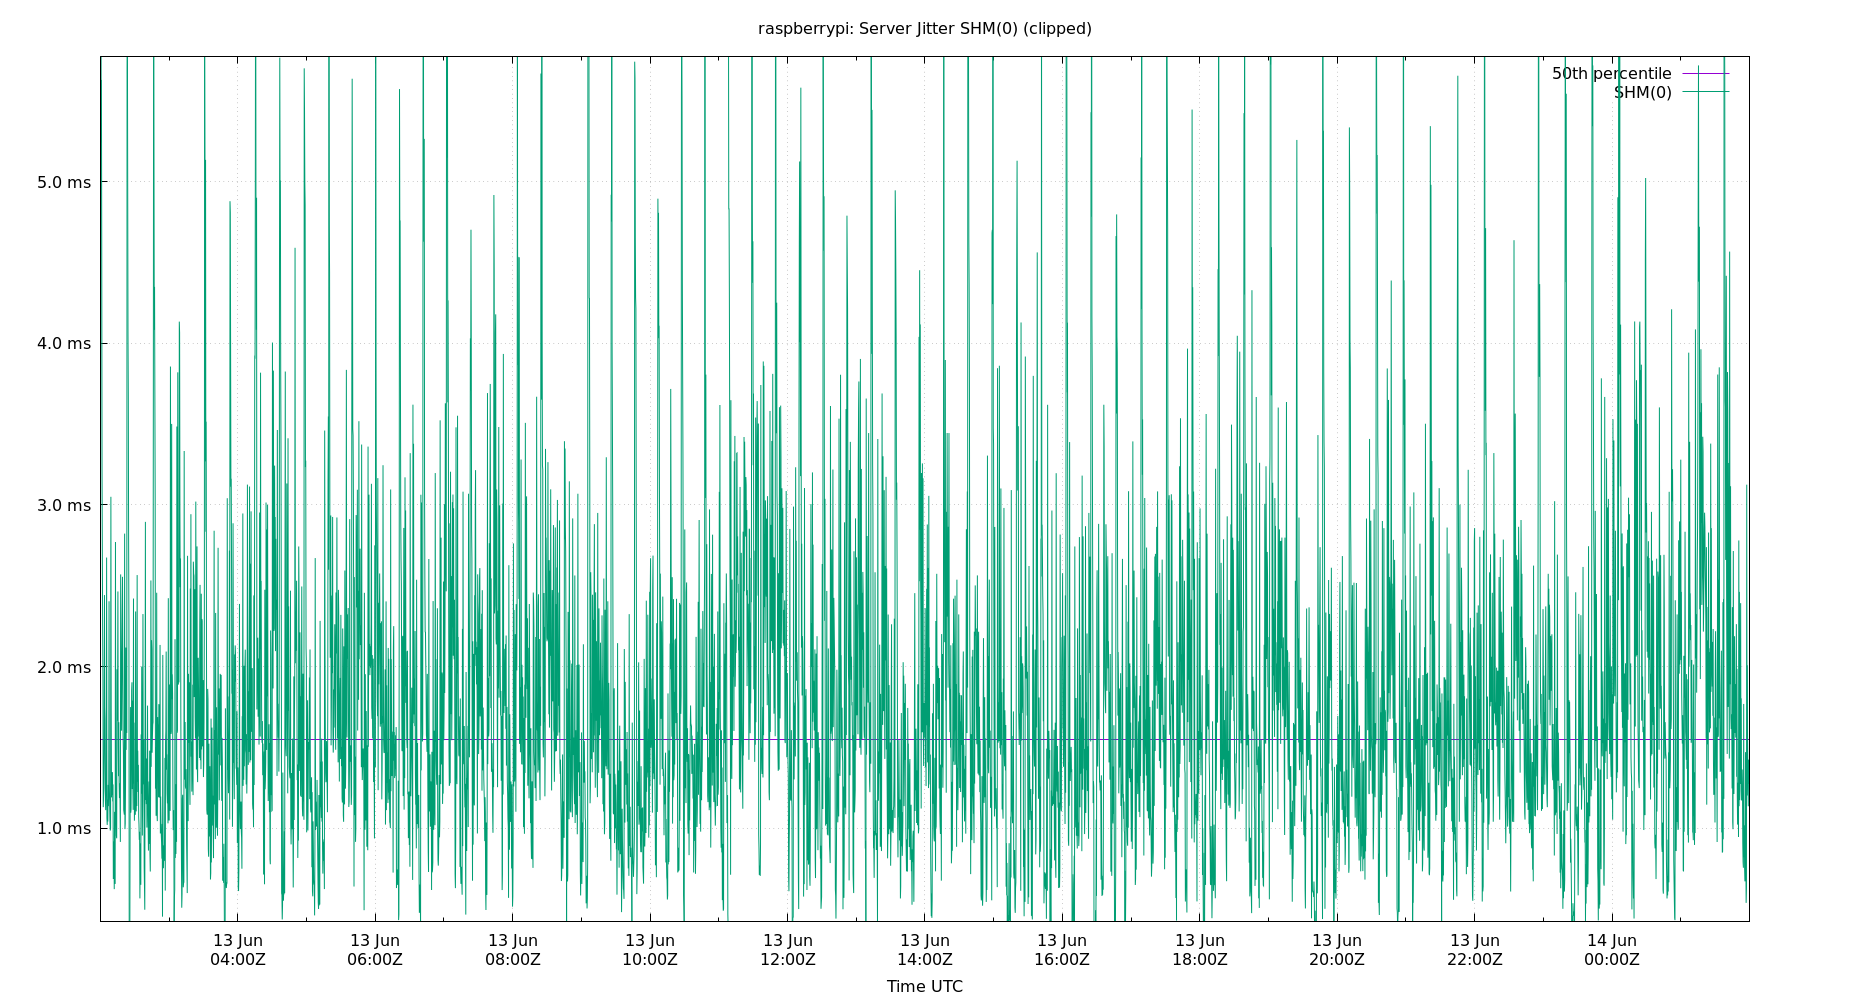 raspberrypi: Server Jitter SHM(0) (clipped)
50th percentile
SHM(0)
5.0 ms
4.0 ms
3.0 ms
2.0 ms
1.0 ms
13 Jun 13 Jun 13 Jun 13 Jun 13 Jun 13 Jun 13 Jun 13 Jun 13 Jun 13 Jun 14 Jun
04:00Z 06:00Z 08:00Z 10:00Z 12:00Z 14:00Z 16:00Z 18:00Z 20:00Z 22:00Z 00:00Z
Time UTC